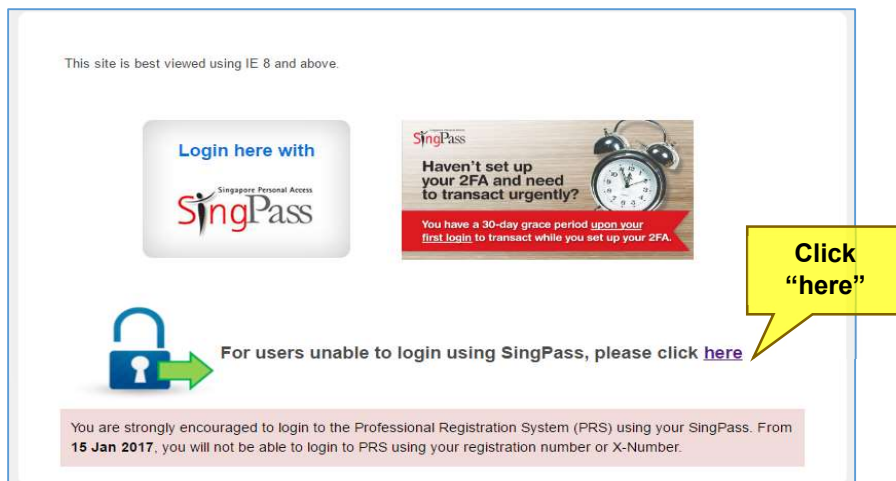 This site is best viewed using IE 8 and above.
Login here with
Singapore Personal Access
SingPass
SingPass
Haven't set up
your 2FA and need
to transact urgently?
You have a 30-day grace period upon your
first login to transact while you set up your 2FA.
Click
“here”
For users unable to login using SingPass, please click here
You are strongly encouraged to login to the Professional Registration System (PRS) using your SingPass. From
15 Jan 2017, you will not be able to login to PRS using your registration number or X-Number.